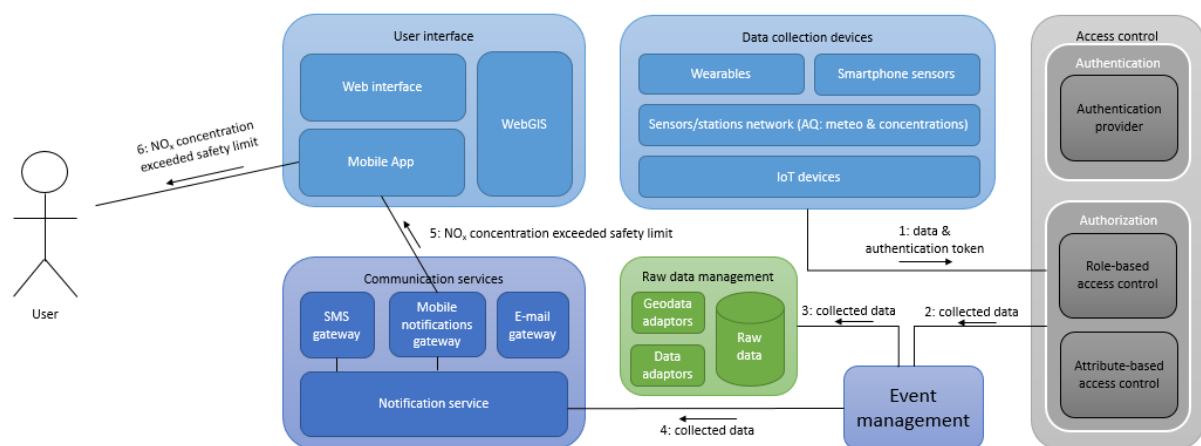 User interface
Web interface
WebGIS
Mobile App
Data collection devices
Wearables
Smartphone sensors
Sensors/stations network (AQ: meteo & concentrations)
IoT devices
Access control
Authentication
Authentication
provider
Authorization
Role-based
access control
Attribute-based
access control
6: NOₓ concentration
exceeded safety limit
User
5: NOₓ concentration exceeded safety limit
1: data &
authentication token
Communication services
SMS
gateway
Mobile
notifications
gateway
E-mail
gateway
Notification service
Raw data management
Geodata
adaptors
Data
adaptors
Raw
data
3: collected data
2: collected data
Event
management
4: collected data